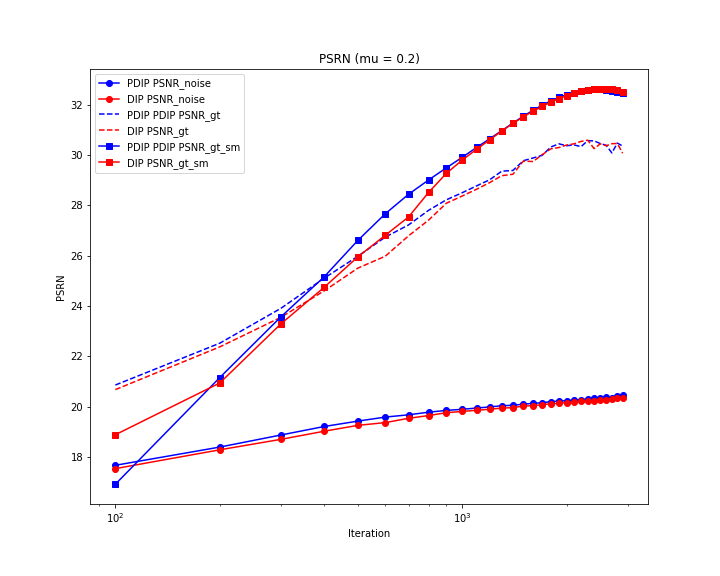 PSRN (mu = 0.2)
PDIP PSNR_noise
DIP PSNR_noise
PDIP PDIP PSNR_gt
DIP PSNR_gt
PDIP PDIP PSNR_gt_sm
DIP PSNR_gt_sm
PSRN
32
30
28
26
24
22
20
18
10²
10³
Iteration